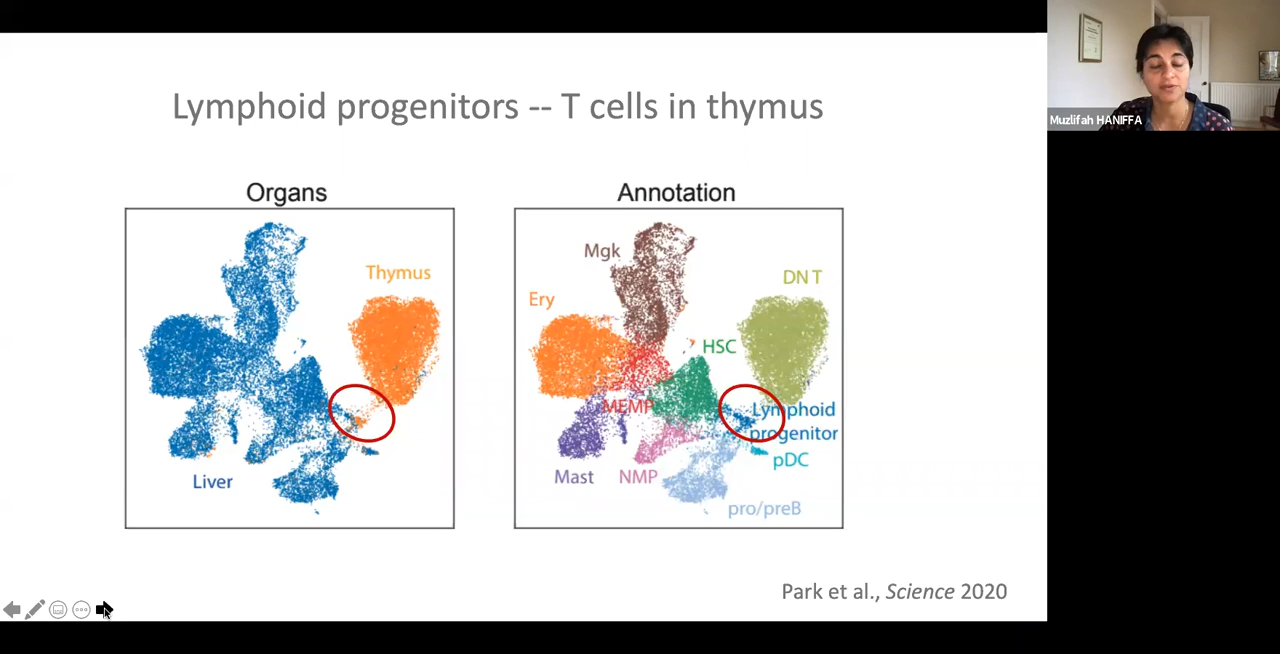 Lymphoid progenitors -- T cells in thymus
Muzlifah HANIFFA
Organs
Thymus
Liver
Annotation
Mgk
DN T
Ery
HSC
MEMP
Lymphoid
progenitor
pDC
Mast
NMP
pro/preB
Park et al., Science 2020